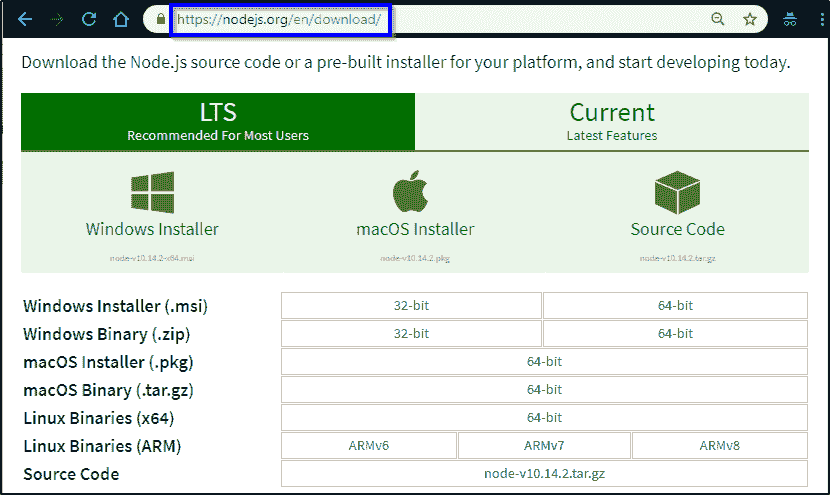 https://nodejs.org/en/download/
Download the Node.js source code or a pre-built installer for your platform, and start developing today.
LTS
Recommended For Most Users
Current
Latest Features
Windows Installer
node-v10.14.2-x64.msi
macOS Installer
node-v10.14.2.pkg
Source Code
node-v10.14.2.tar.gz
Windows Installer (.msi) 32-bit 64-bit
Windows Binary (.zip) 32-bit 64-bit
macOS Installer (.pkg) 64-bit
macOS Binary (.tar.gz) 64-bit
Linux Binaries (x64) 64-bit
Linux Binaries (ARM) ARMv6 ARMv7 ARMv8
Source Code node-v10.14.2.tar.gz